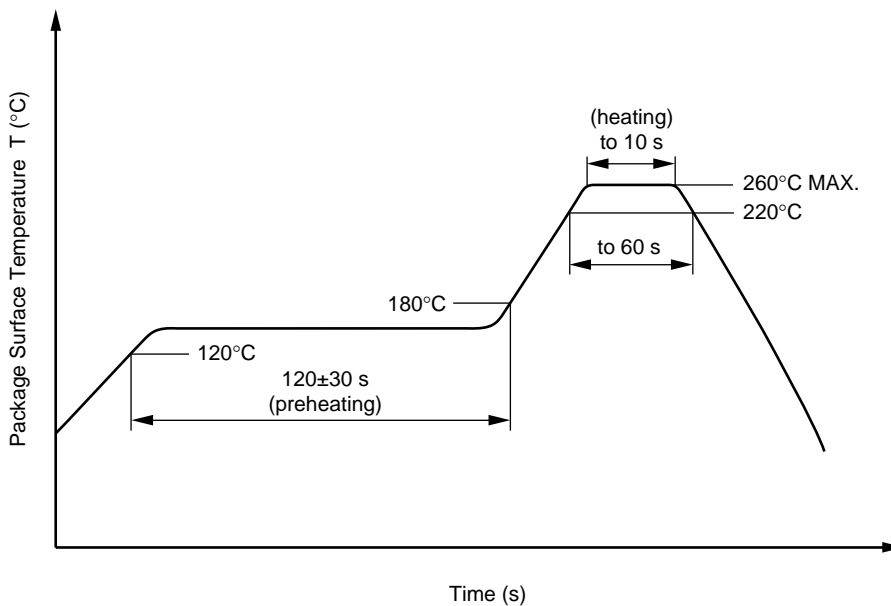 Package Surface Temperature T (°C)
(heating)
to 10 s
260°C MAX.
220°C
to 60 s
180°C
120°C
120±30 s
(preheating)
Time (s)